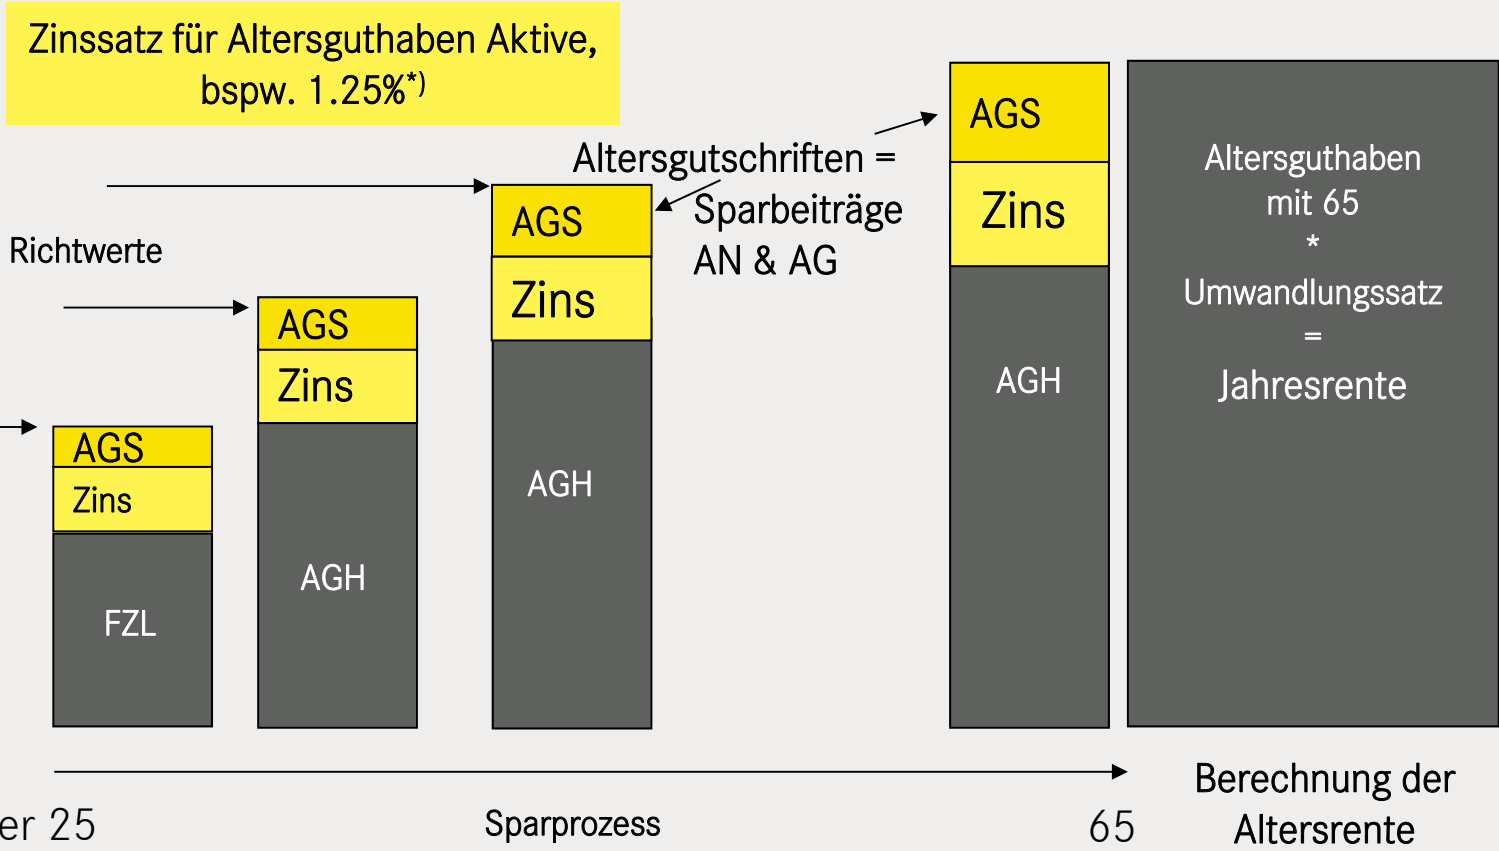 Zinssatz für Altersguthaben Aktive,
bspw. 1.25%*)
Altersgutschriften =
Sparbeiträge
AN & AG
Richtwerte
AGS
Zins
FZL
AGS
Zins
AGH
AGS
Zins
AGH
AGS
Zins
AGH
Altersguthaben
mit 65
*
Umwandlungssatz
=
Jahresrente
er 25
Sparprozess
65
Berechnung der
Altersrente